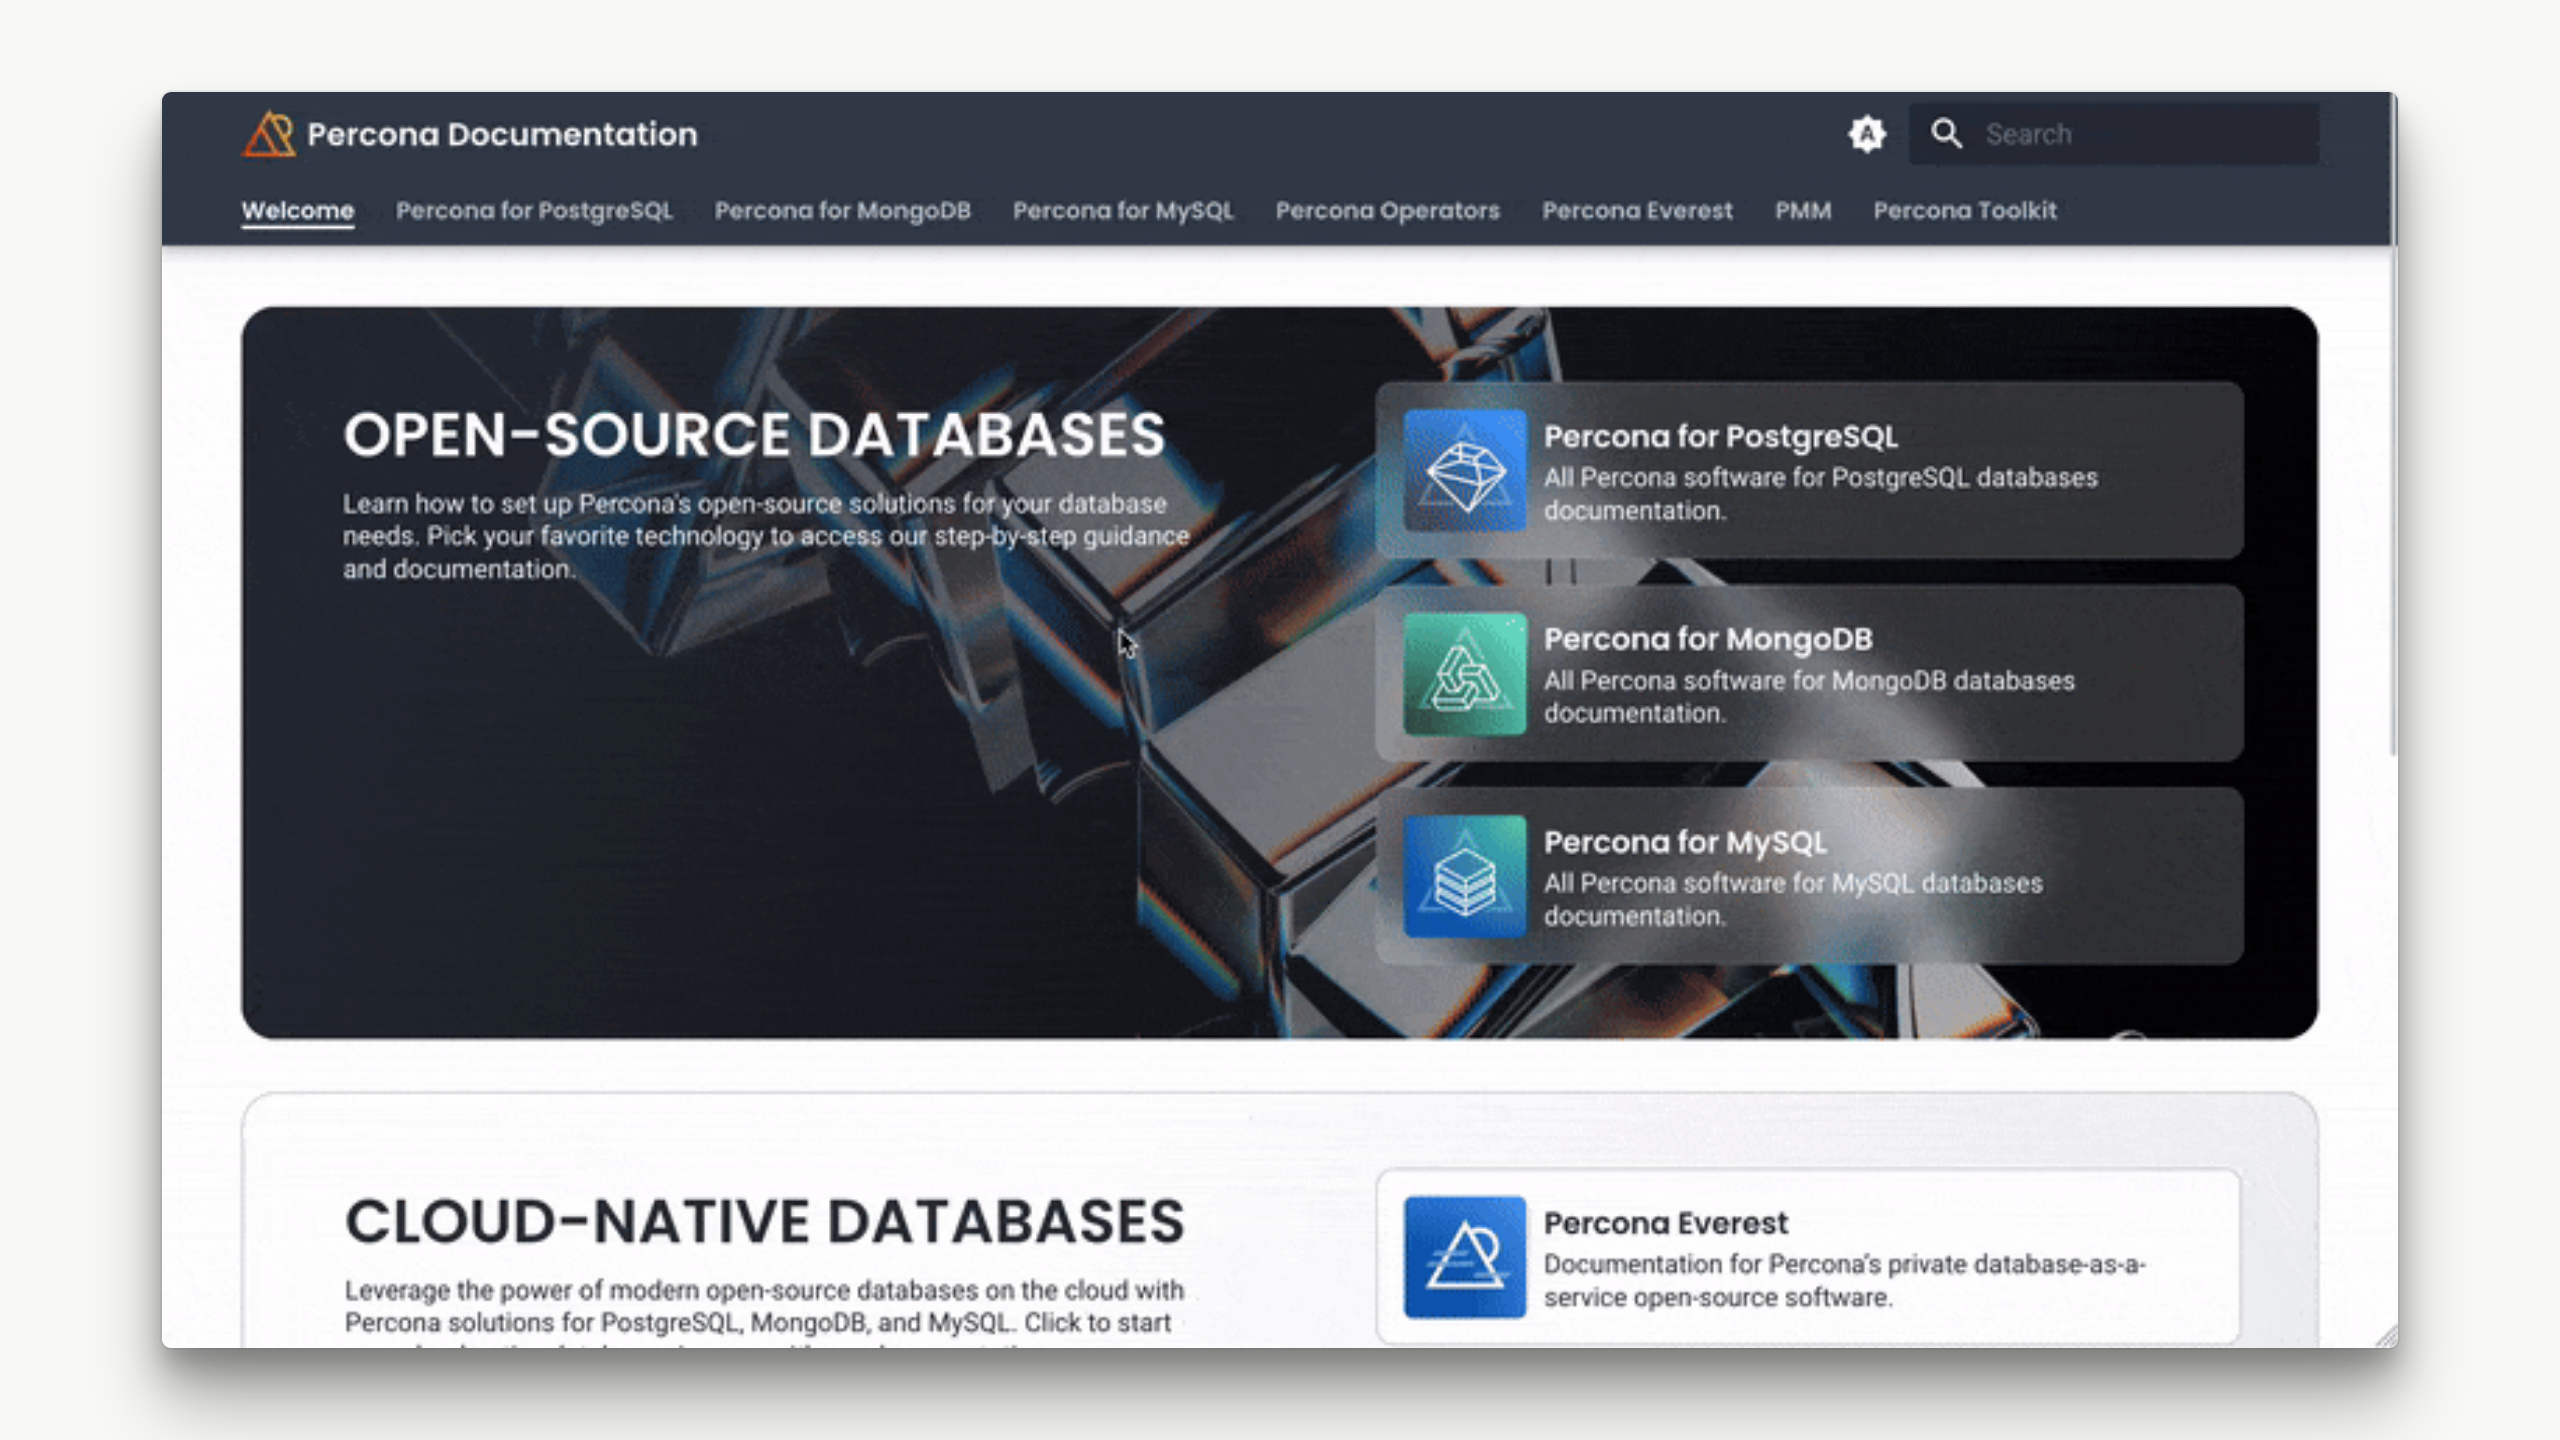 Percona Documentation
A
Search
Welcome Percona for PostgreSQL Percona for MongoDB Percona for MySQL Percona Operators Percona Everest PMM Percona Toolkit
OPEN-SOURCE DATABASES
Learn how to set up Percona's open-source solutions for your database
needs. Pick your favorite technology to access our step-by-step guidance
and documentation.
Percona for PostgreSQL
All Percona software for PostgreSQL databases
documentation.
Percona for MongoDB
All Percona software for MongoDB databases
documentation.
Percona for MySQL
All Percona software for MySQL databases
documentation.
CLOUD-NATIVE DATABASES
Leverage the power of modern open-source databases on the cloud with
Percona solutions for PostgreSQL, MongoDB, and MySQL. Click to start
Percona Everest
Documentation for Percona's private database-as-a-
service open-source software.